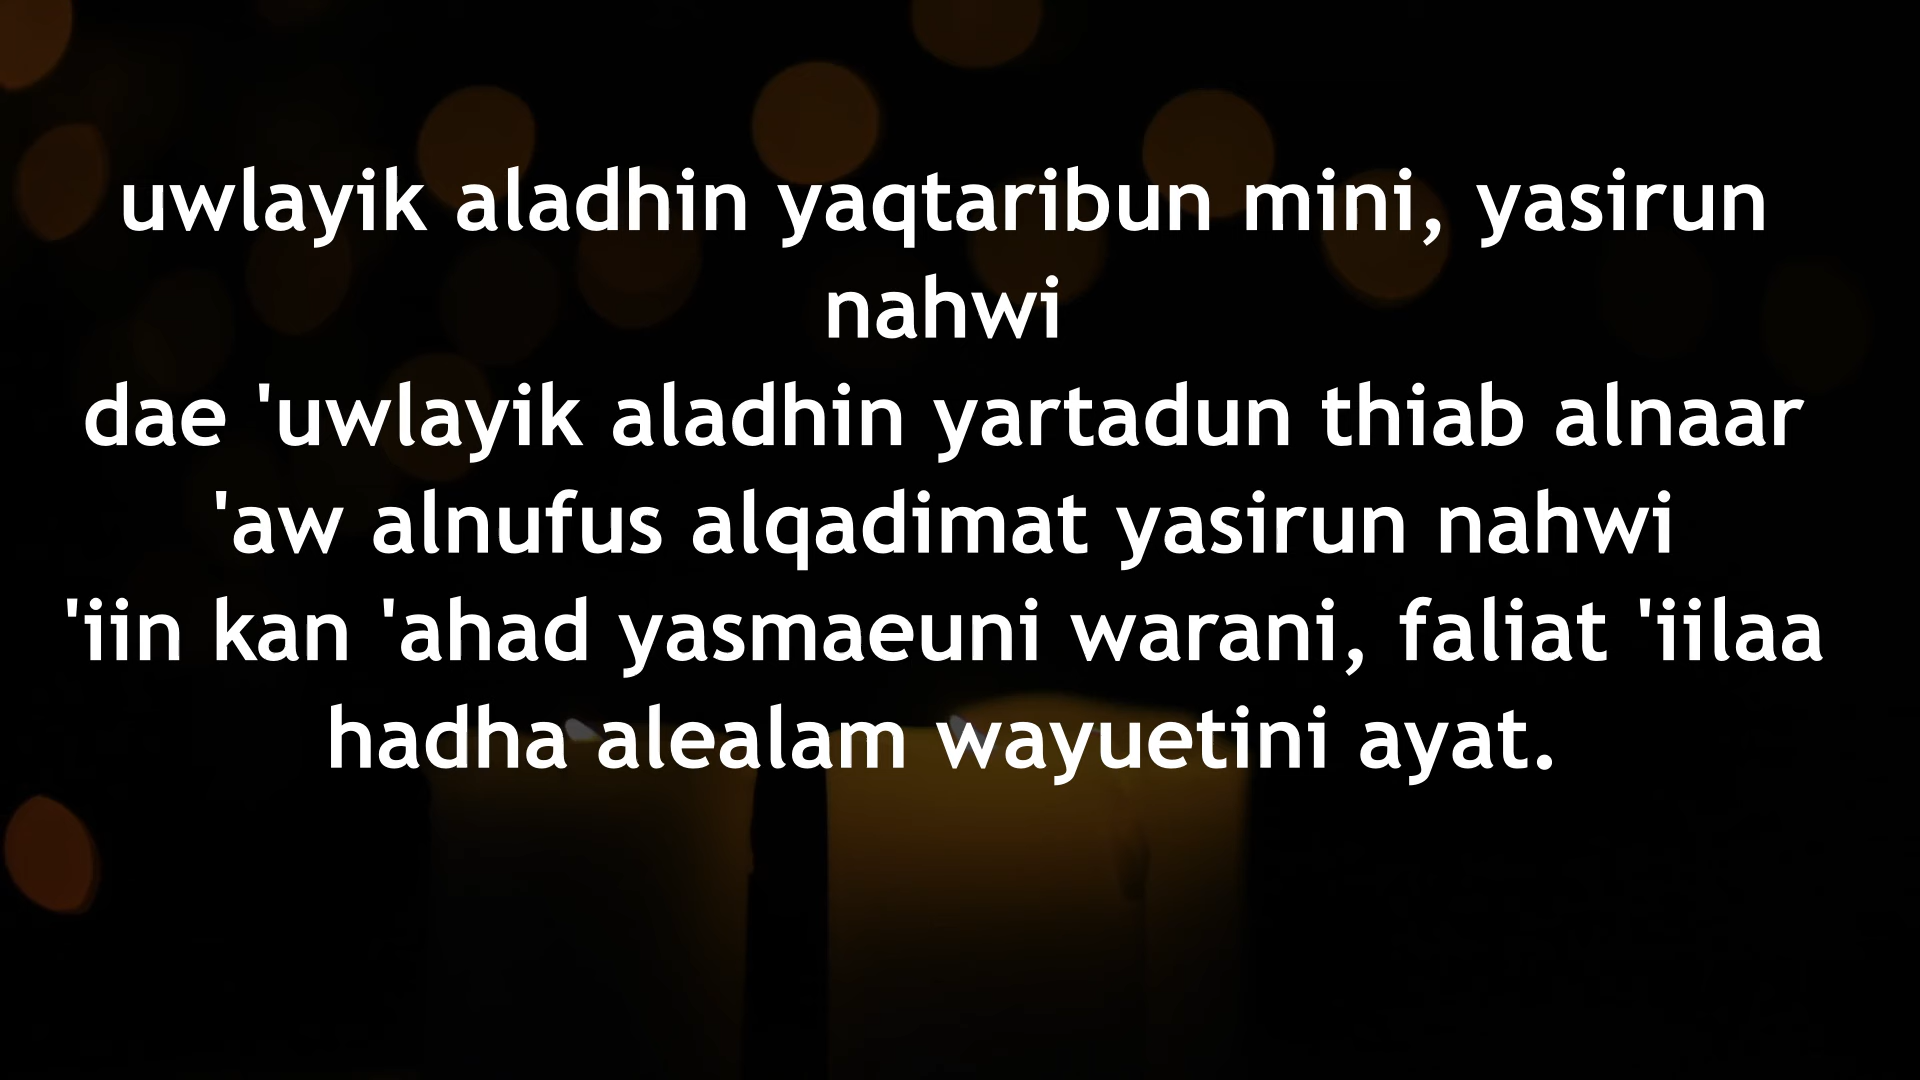 uwlayik aladhin yaqtaribun mini, yasirun
nahwi
dae 'uwlayik aladhin yartadun thiab alnaar
'aw alnufus alqadimat yasirun nahwi
'iin kan 'ahad yasmaeuni warani, faliat 'iilaa
hadha alealam wayuetini ayat.